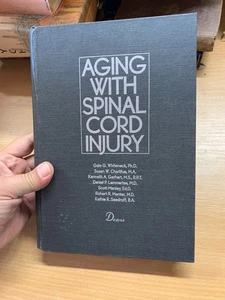 AGING
WITH
SPINAL
CORD
INJURY
Gale G. Whiteneck, Ph.D.
Susan W. Charlifue, M.A.
Kenneth A. Gerhart, M.S., R.P.T.
Daniel P. Lammertse, M.D.
Scott Manley, Ed.D.
Robert R. Menter, M.D.
Kathie R. Seedroff, B.A.
Demos